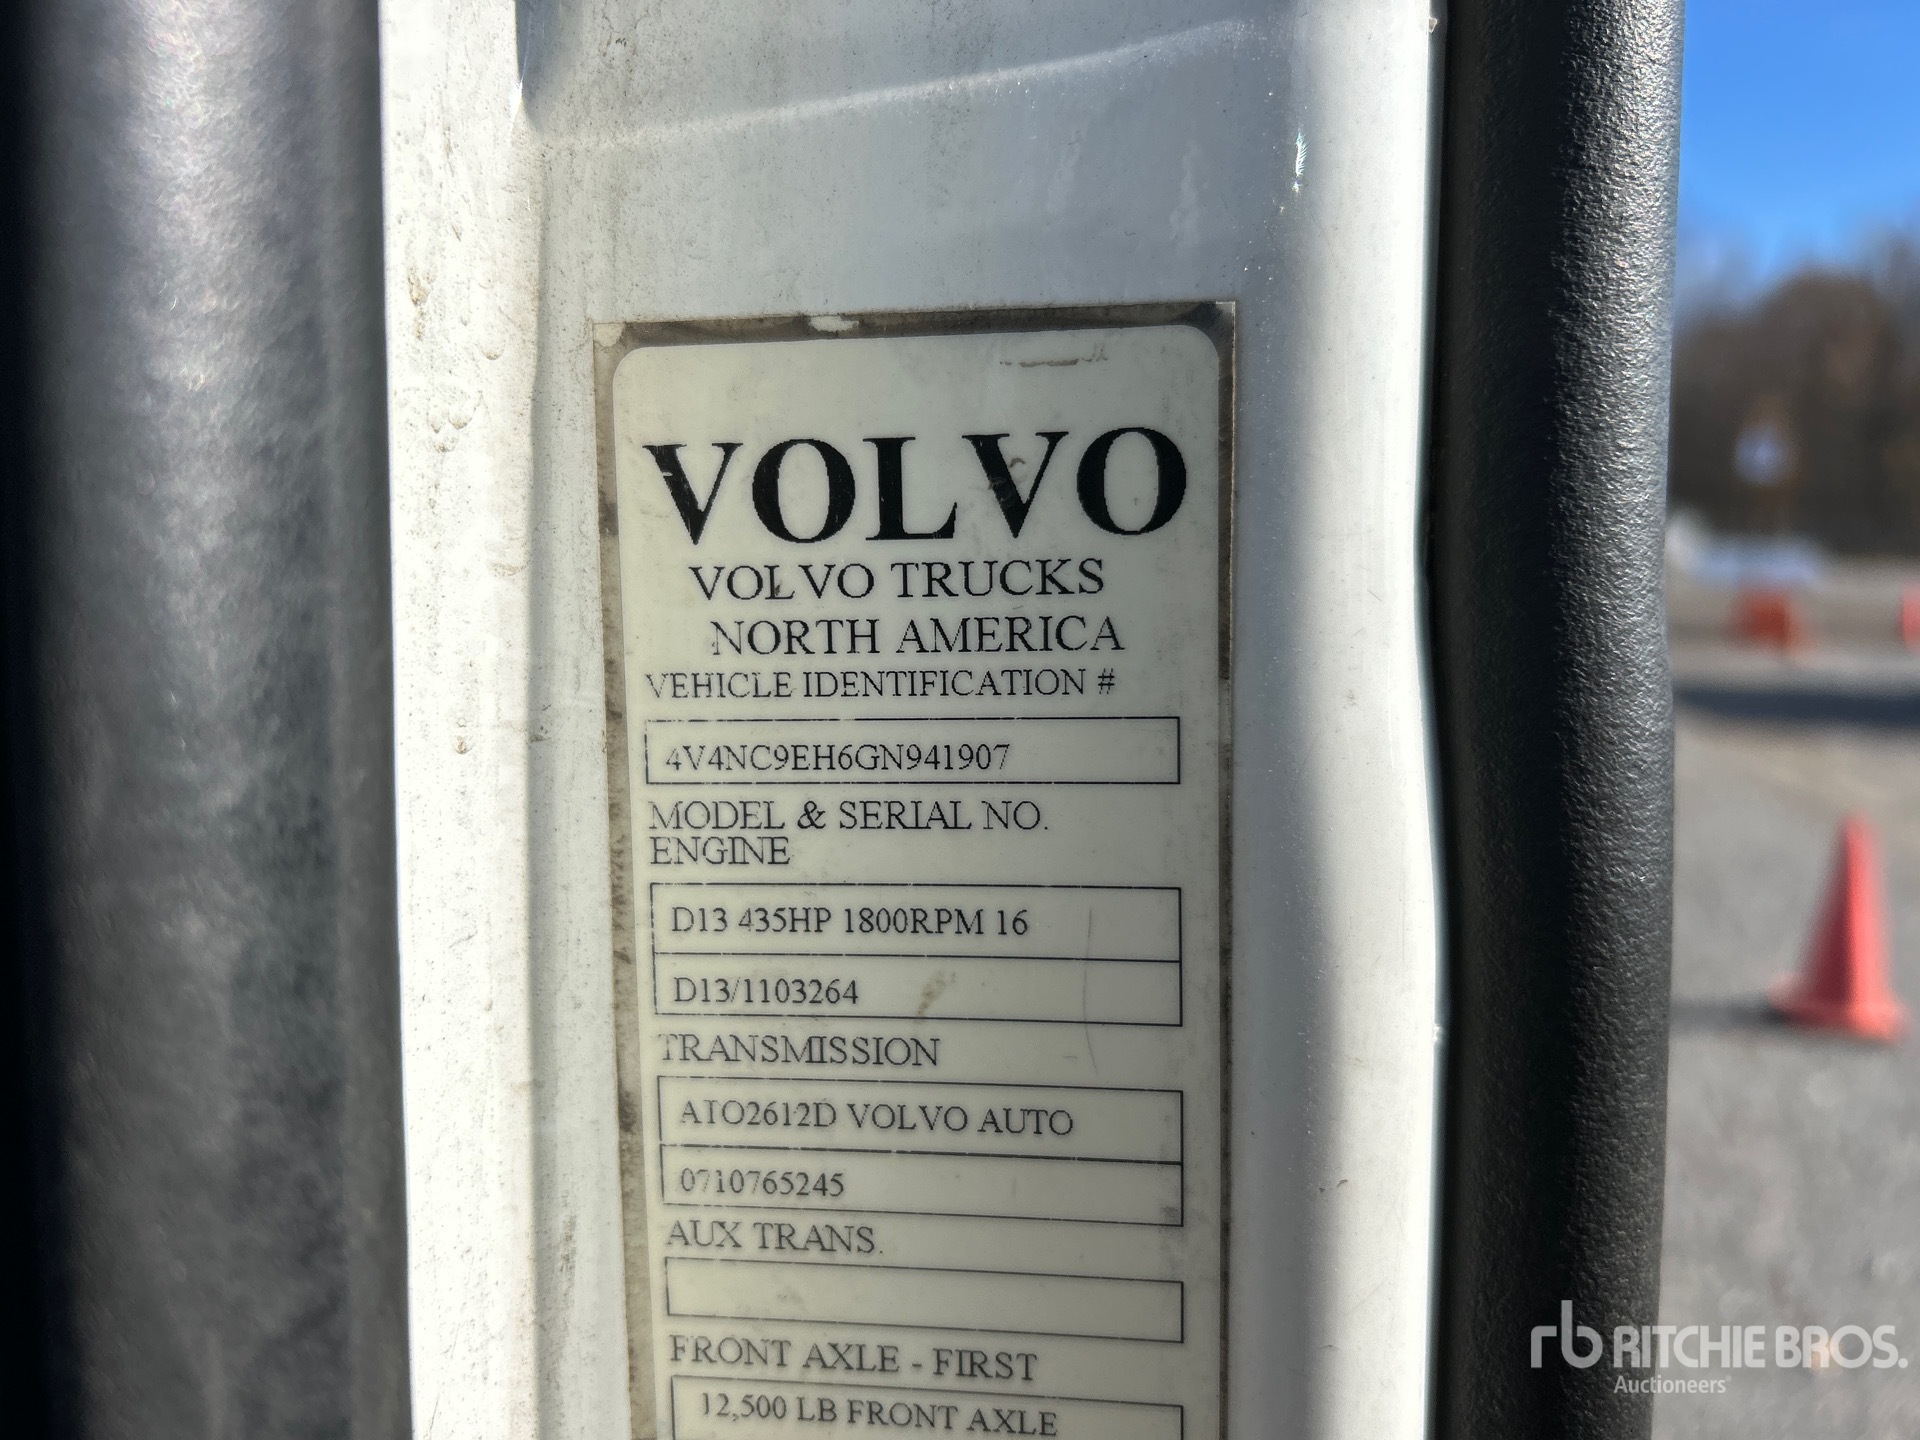 VOLVO
VOLVO TRUCKS
NORTH AMERICA
VEHICLE IDENTIFICATION #
4V4NC9EH6GN941907
MODEL & SERIAL NO.
ENGINE
D13 435HP 1800RPM 16
D13/1103264
TRANSMISSION
ATO2612D VOLVO AUTO
0710765245
AUX TRANS.
FRONT AXLE - FIRST
12,500 LB FRONT AXLE
rb RITCHIE BROS.
Auctioneers